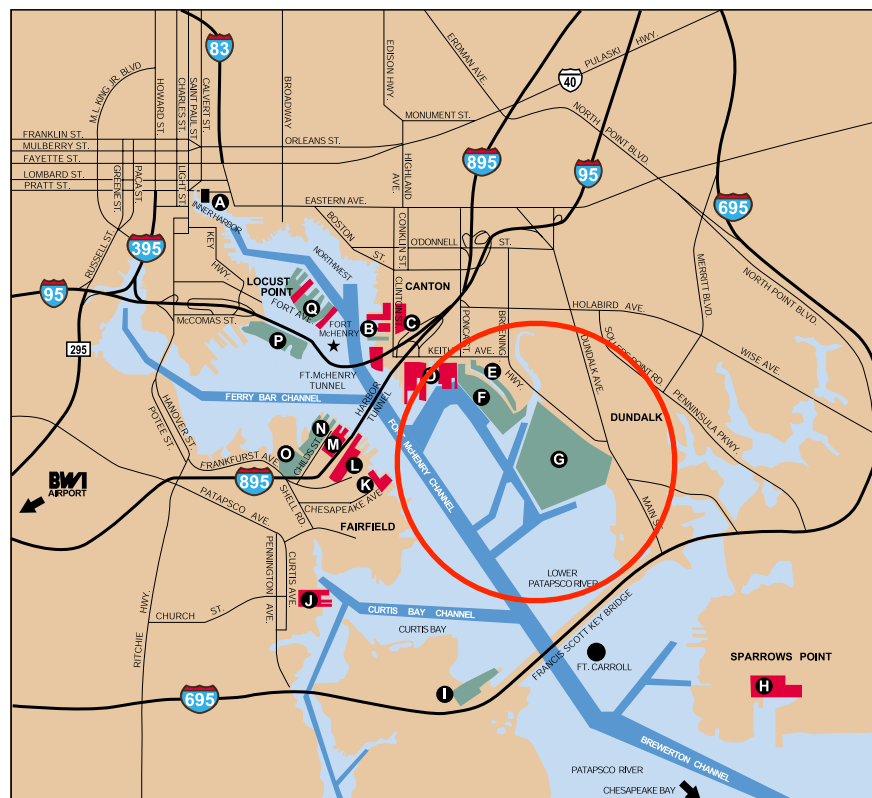 83
M.L. KING JR. BLVD
HOWARD ST.
CHARLES ST.
SAINT PAUL ST.
CALVERT ST.
BROADWAY
EDISON HWY.
ERDMAN AVE.
PULASKI HWY.
40
MONUMENT ST.
NORTH POINT BLVD.
FRANKLIN ST.
MULBERRY ST.
FAYETTE ST.
ORLEANS ST.
LOMBARD ST.
PRATT ST.
GREENE ST.
PACA ST.
LIGHT ST.
HIGHLAND AVE.
895
95
695
A
INNER HARBOR
EASTERN AVE.
BOSTON ST.
CONKLIN ST.
ODONNELL ST.
RUSSELL ST.
395
KEY HWY.
NORTHWEST
MERRITT BLVD.
NORTH POINT BLVD.
95
LOCUST POINT
FORT AVE.
Q
CANTON
CLINTON ST.
B
C
PONCA ST.
BROENING HWY.
HOLABIRD AVE.
McCOMAS ST.
P
FORT McHENRY
295
KEITH AVE.
DUNDALK AVE.
SOLLERS POINT RD.
WISE AVE.
FT. McHENRY TUNNEL
HARBOR TUNNEL
D
E
F
PENINSULA PKWY.
FERRY BAR CHANNEL
HANOVER ST.
POTEE ST.
DUNDALK
FORT McHENRY CHANNEL
N
M
O
CHILDS ST.
FRANKFURST AVE.
L
K
G
BWI
AIRPORT
895
SHELL RD.
CHESAPEAKE AVE.
PATAPSCO AVE.
FAIRFIELD
MAIN ST.
PENNINGTON AVE.
CURTIS AVE.
LOWER
PATAPSCO RIVER
J
RITCHIE HWY.
CHURCH ST.
CURTIS BAY CHANNEL
CURTIS BAY
FRANCIS SCOTT KEY BRIDGE
FT. CARROLL
SPARROWS POINT
H
I
695
BREWERTON CHANNEL
PATAPSCO RIVER
CHESAPEAKE BAY